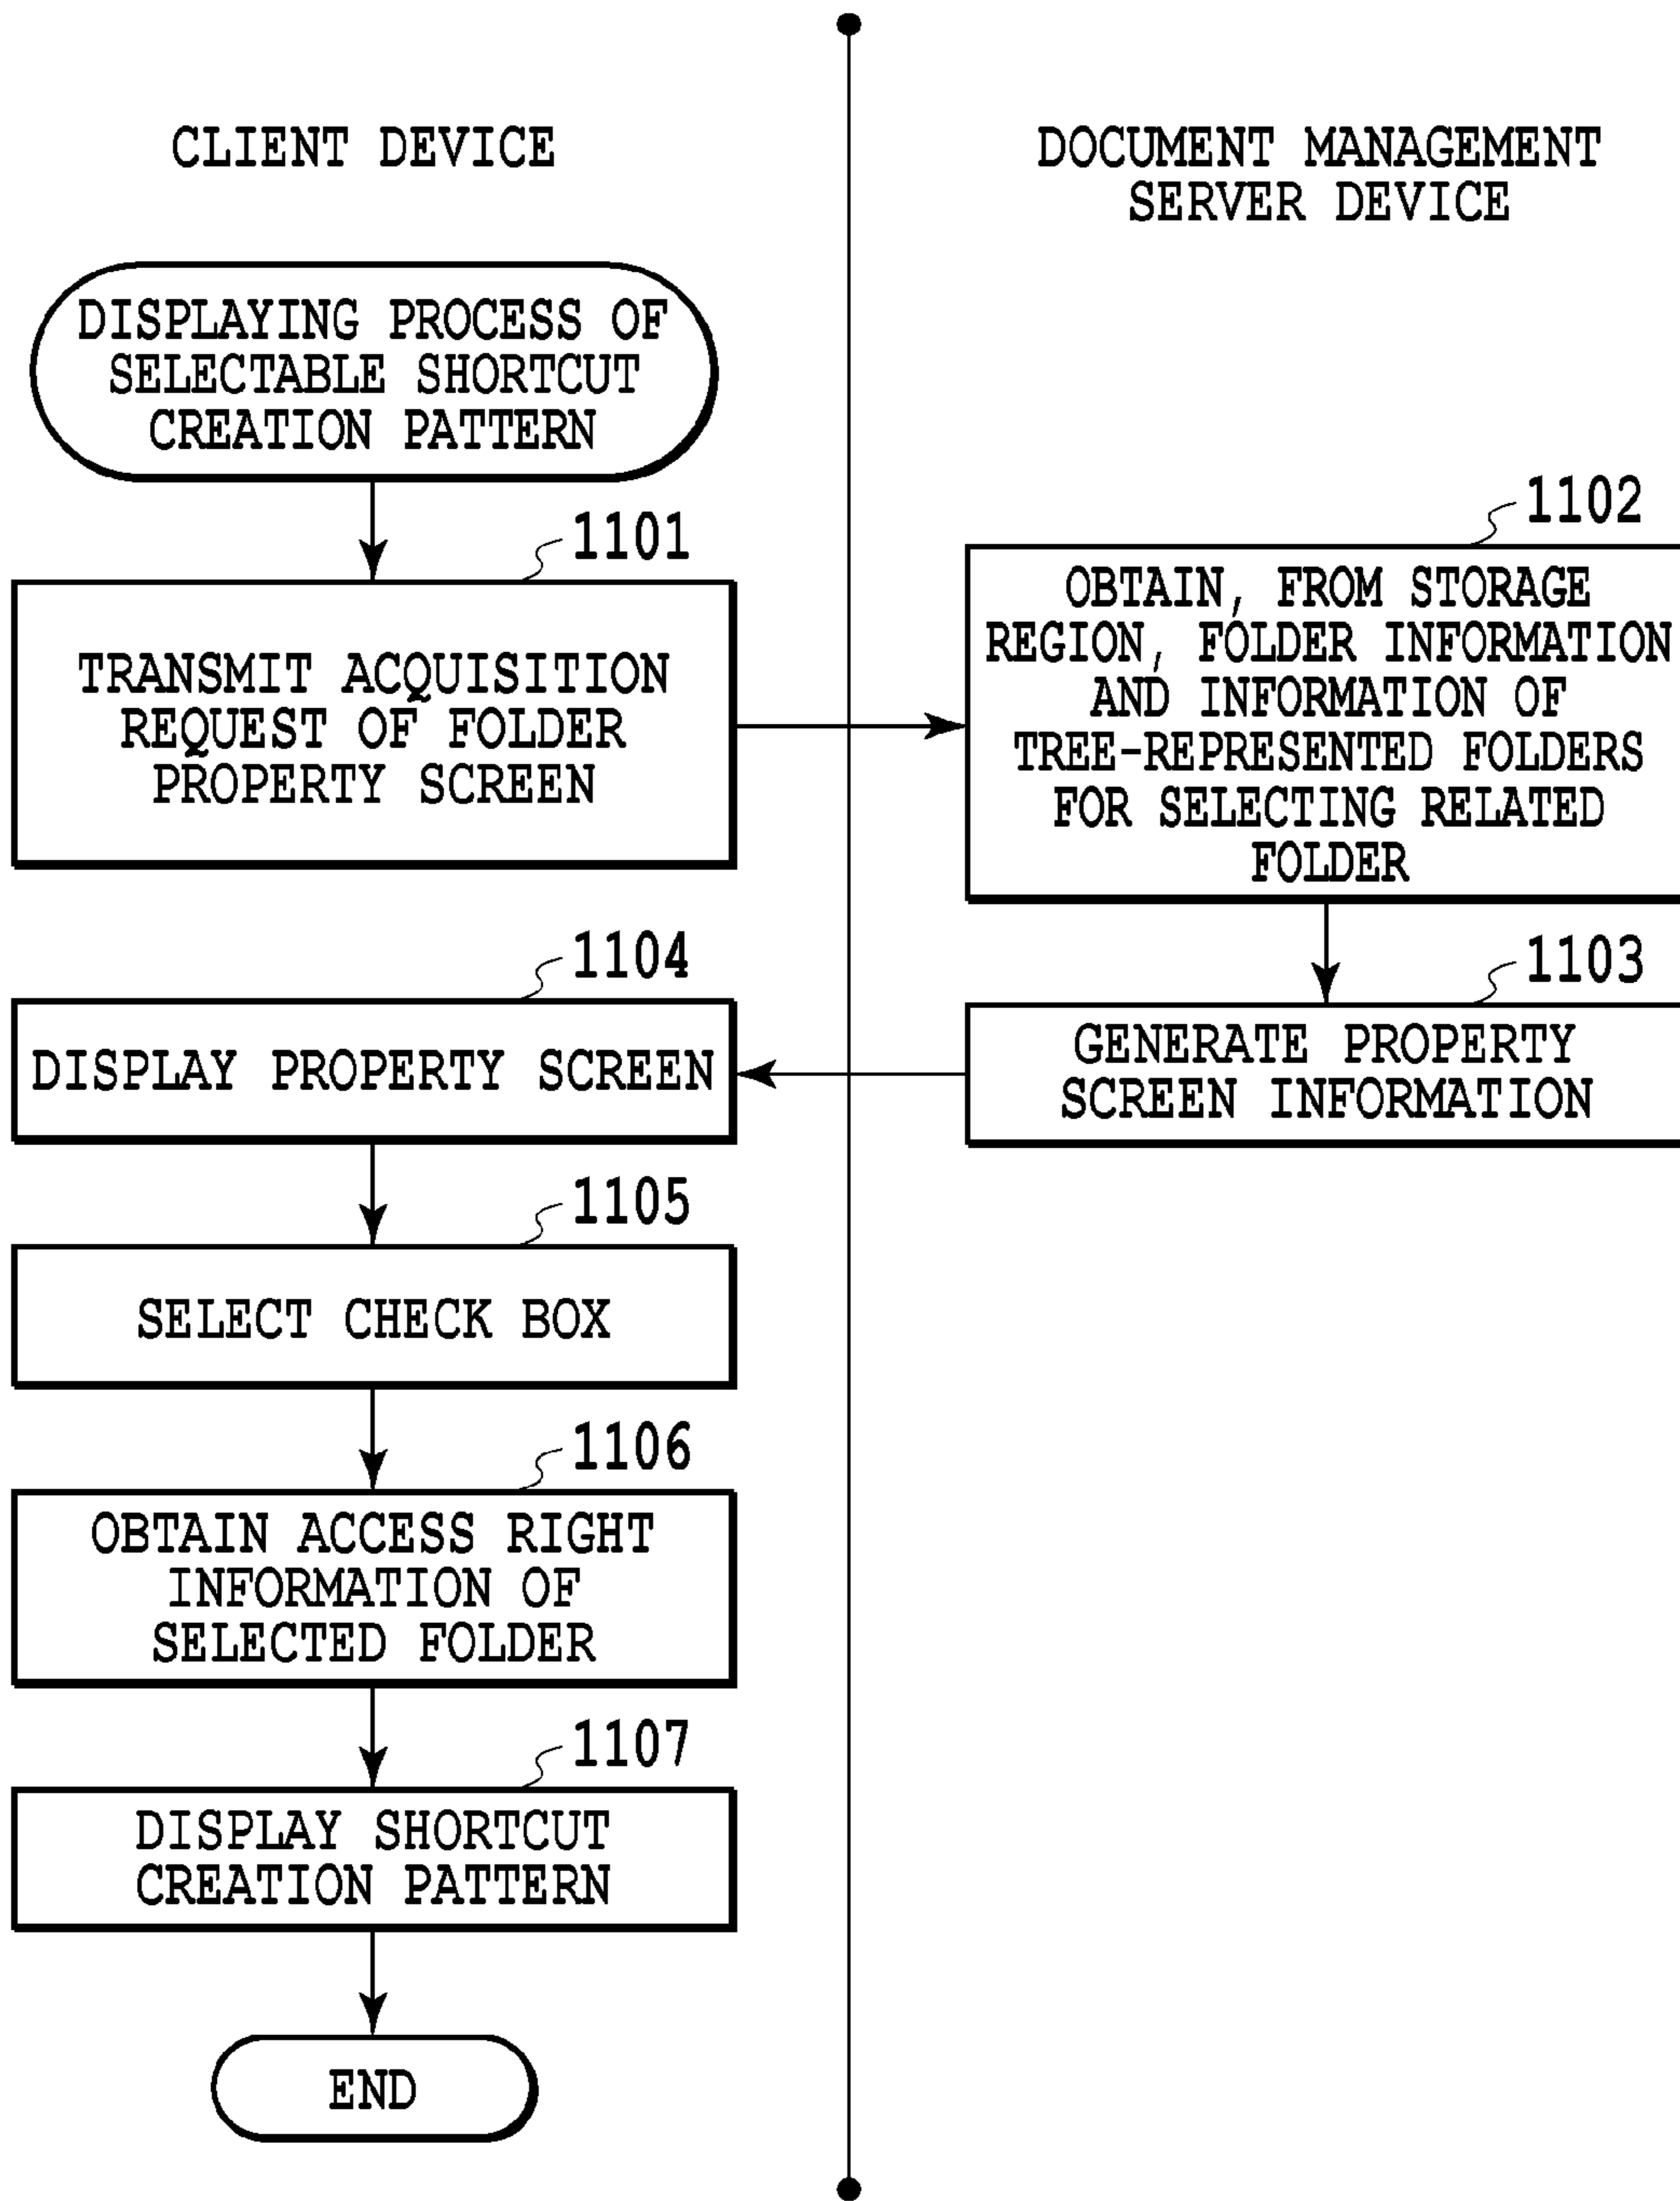 CLIENT DEVICE
DOCUMENT MANAGEMENT
SERVER DEVICE
DISPLAYING PROCESS OF
SELECTABLE SHORTCUT
CREATION PATTERN
1101
TRANSMIT ACQUISITION
REQUEST OF FOLDER
PROPERTY SCREEN
1102
OBTAIN, FROM STORAGE
REGION, FOLDER INFORMATION
AND INFORMATION OF
TREE-REPRESENTED FOLDERS
FOR SELECTING RELATED
FOLDER
1103
GENERATE PROPERTY
SCREEN INFORMATION
1104
DISPLAY PROPERTY SCREEN
1105
SELECT CHECK BOX
1106
OBTAIN ACCESS RIGHT
INFORMATION OF
SELECTED FOLDER
1107
DISPLAY SHORTCUT
CREATION PATTERN
END